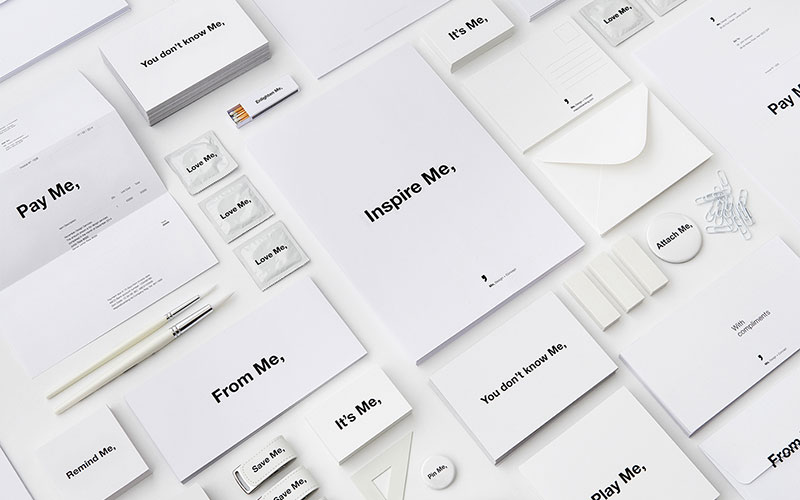 You don't know Me,
It's Me,
Love Me,
Enlighten Me,
Love Me,
Pay Me,
Pay Me,
Love Me,
Inspire Me,
Attach Me,
Love Me,
With
compliments
You don't know Me,
From Me,
It's Me,
Remind Me,
Save Me,
Save Me,
Pin Me,
Play Me,
From